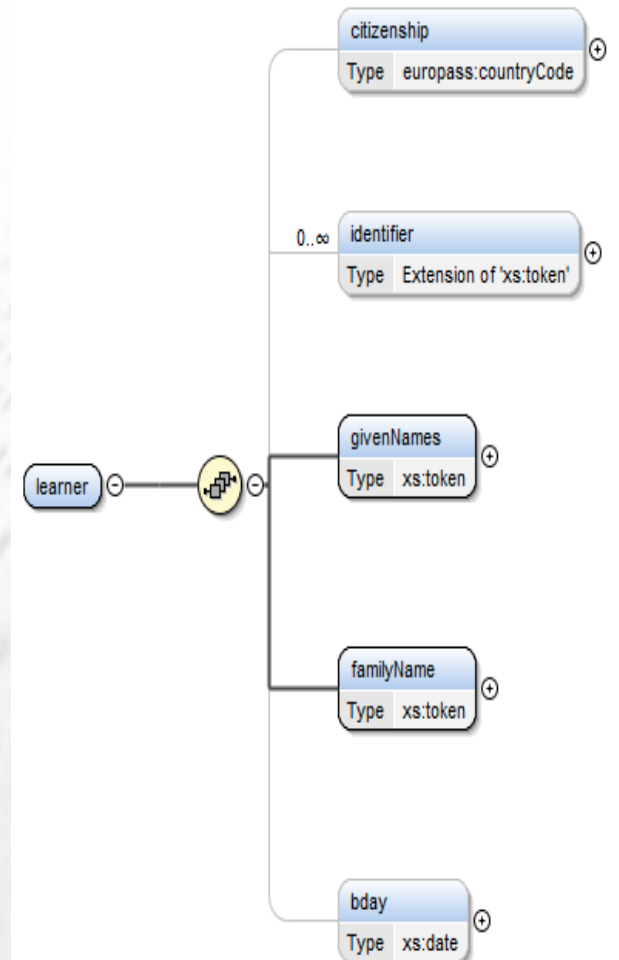 citizenship
Type europass:countryCode
0..∞
identifier
Type Extension of 'xs:token'
givenNames
Type xs:token
learner
familyName
Type xs:token
bday
Type xs:date